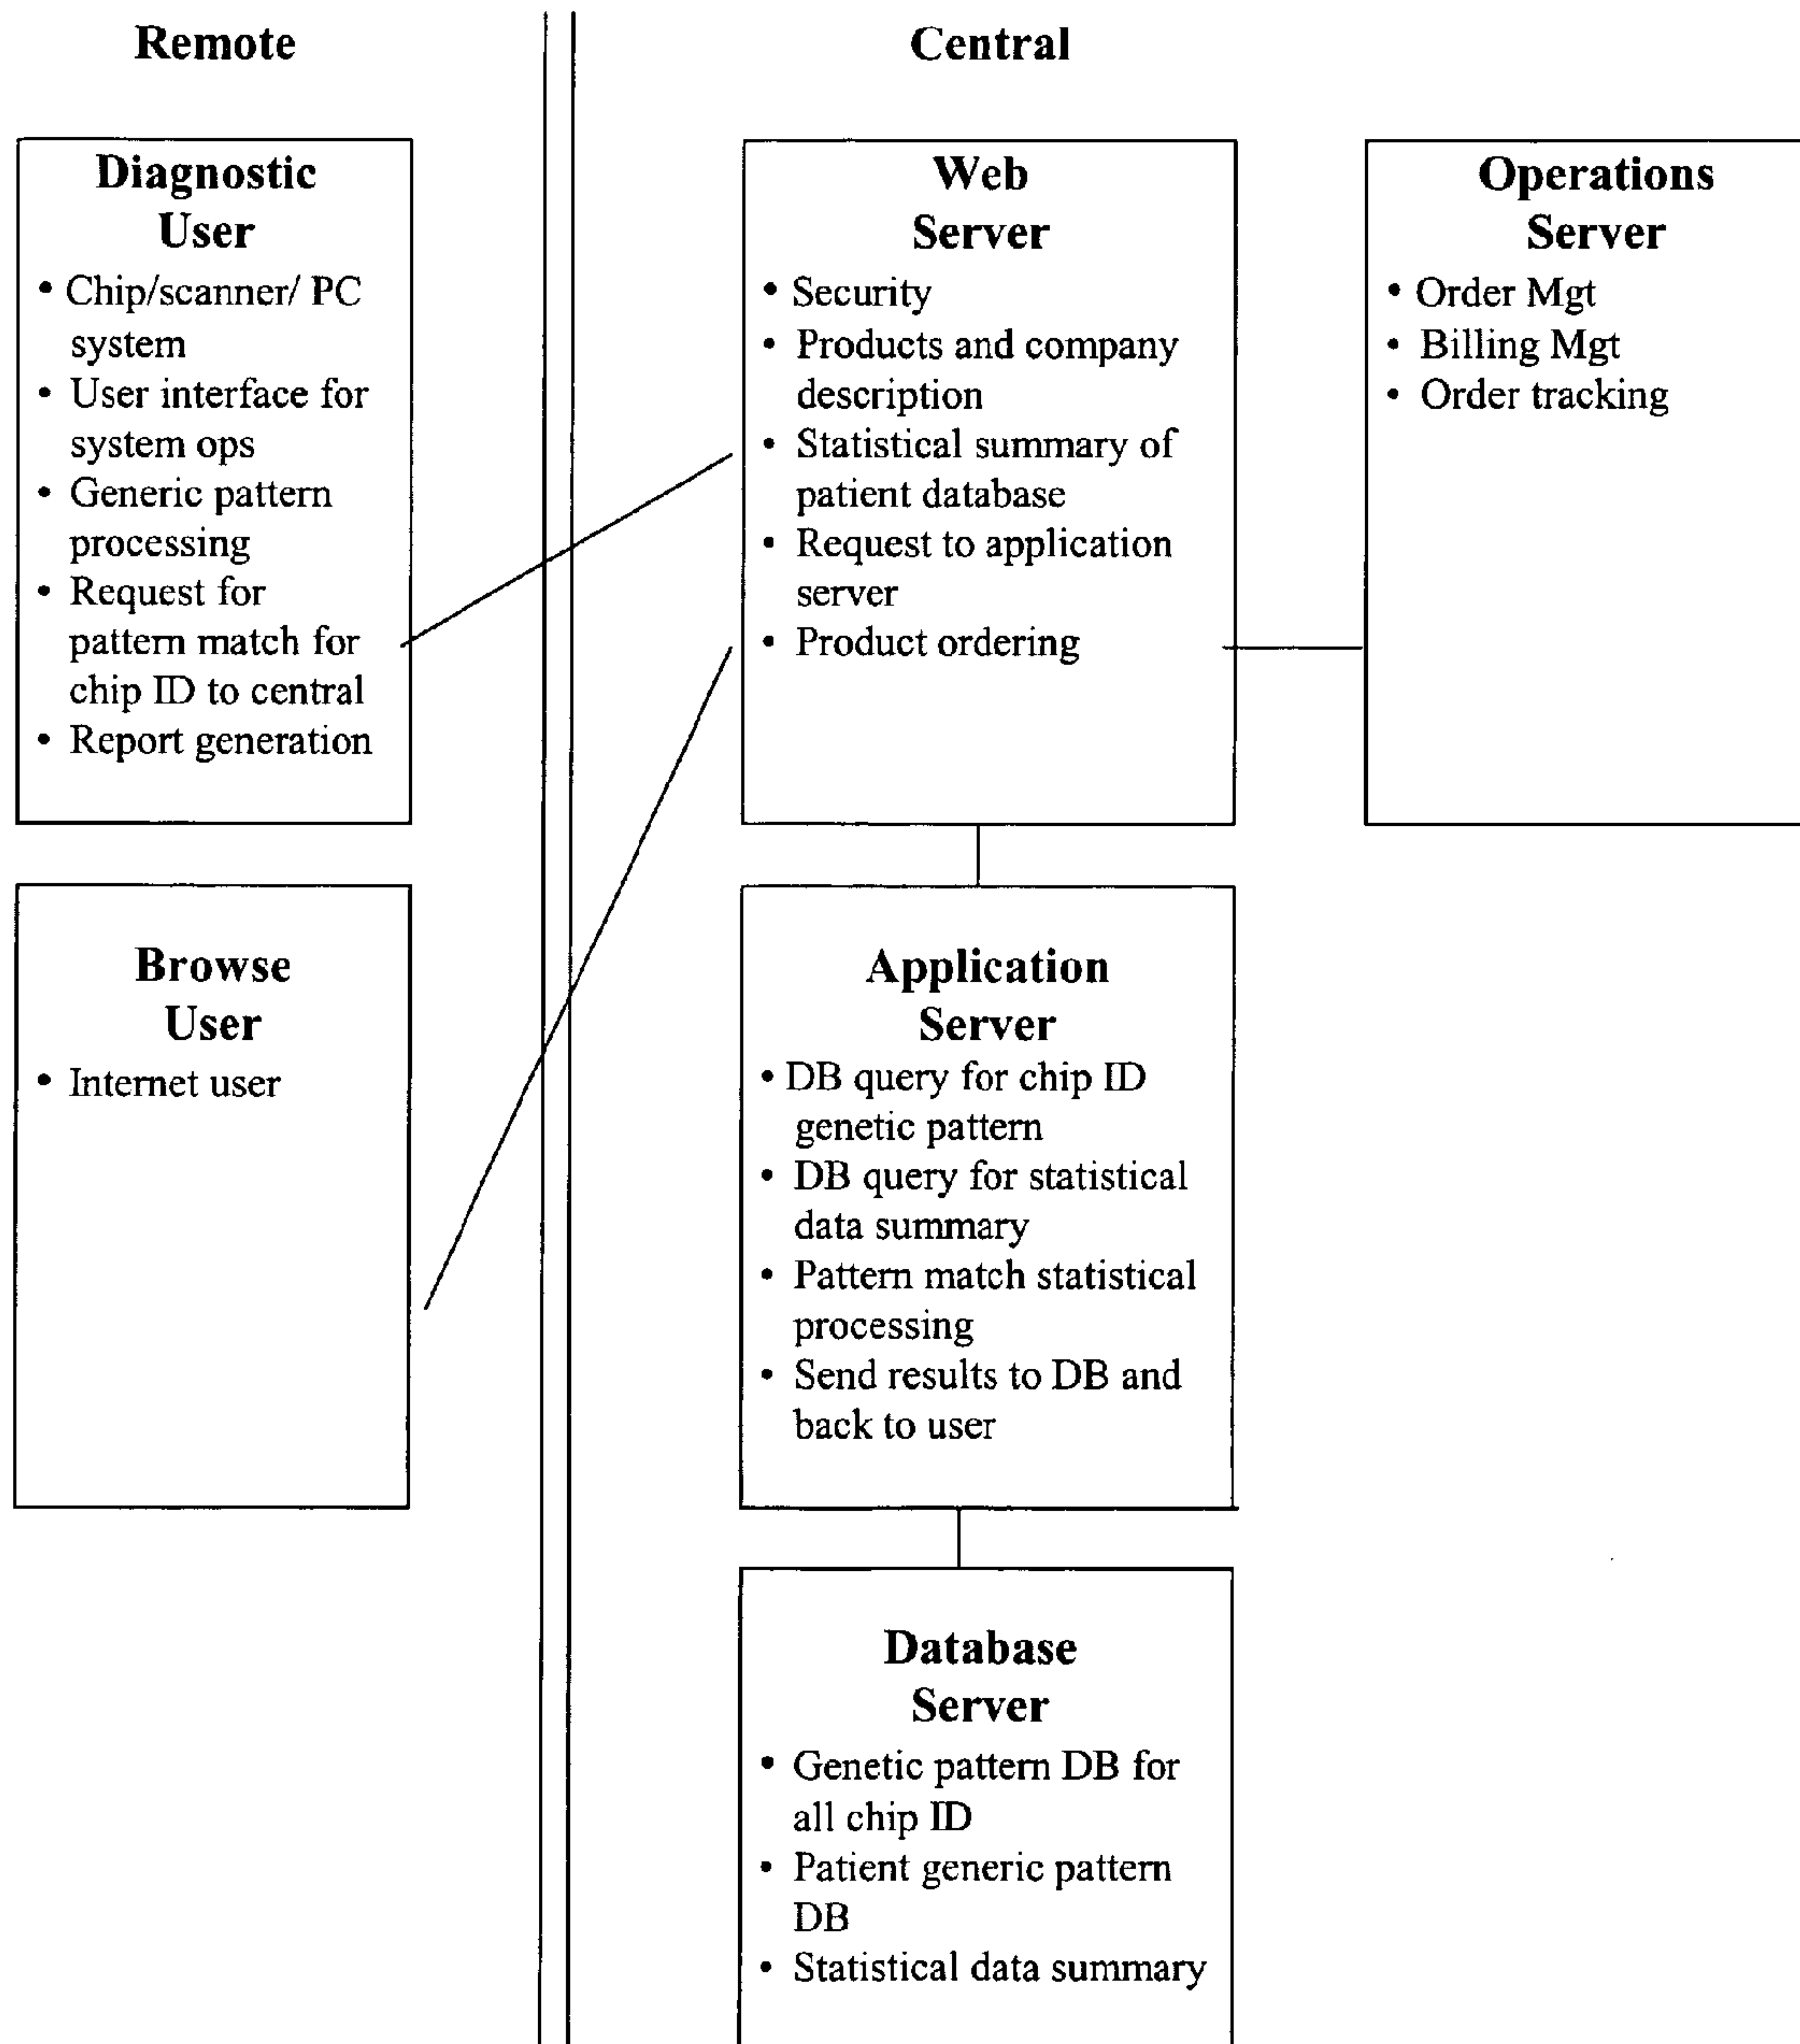 Remote
Central
Diagnostic
User
• Chip/scanner/ PC
system
• User interface for
system ops
• Generic pattern
processing
• Request for
pattern match for
chip ID to central
• Report generation
Web
Server
• Security
• Products and company
description
• Statistical summary of
patient database
• Request to application
server
• Product ordering
Operations
Server
• Order Mgt
• Billing Mgt
• Order tracking
Browse
User
• Internet user
Application
Server
• DB query for chip ID
genetic pattern
• DB query for statistical
data summary
• Pattern match statistical
processing
• Send results to DB and
back to user
Database
Server
• Genetic pattern DB for
all chip ID
• Patient generic pattern
DB
• Statistical data summary